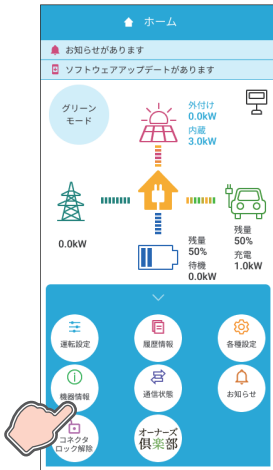 ホーム
お知らせがあります
ソフトウェアアップデートがあります
グリーン
モード
外付け
0.0kW
内蔵
3.0kW
0.0kW
残量
50%
待機
0.0kW
残量
50%
充電
1.0kW
運転設定
履歴情報
各種設定
機器情報
通信状態
お知らせ
コネクタ
ロック解除
オーナーズ
倶楽部